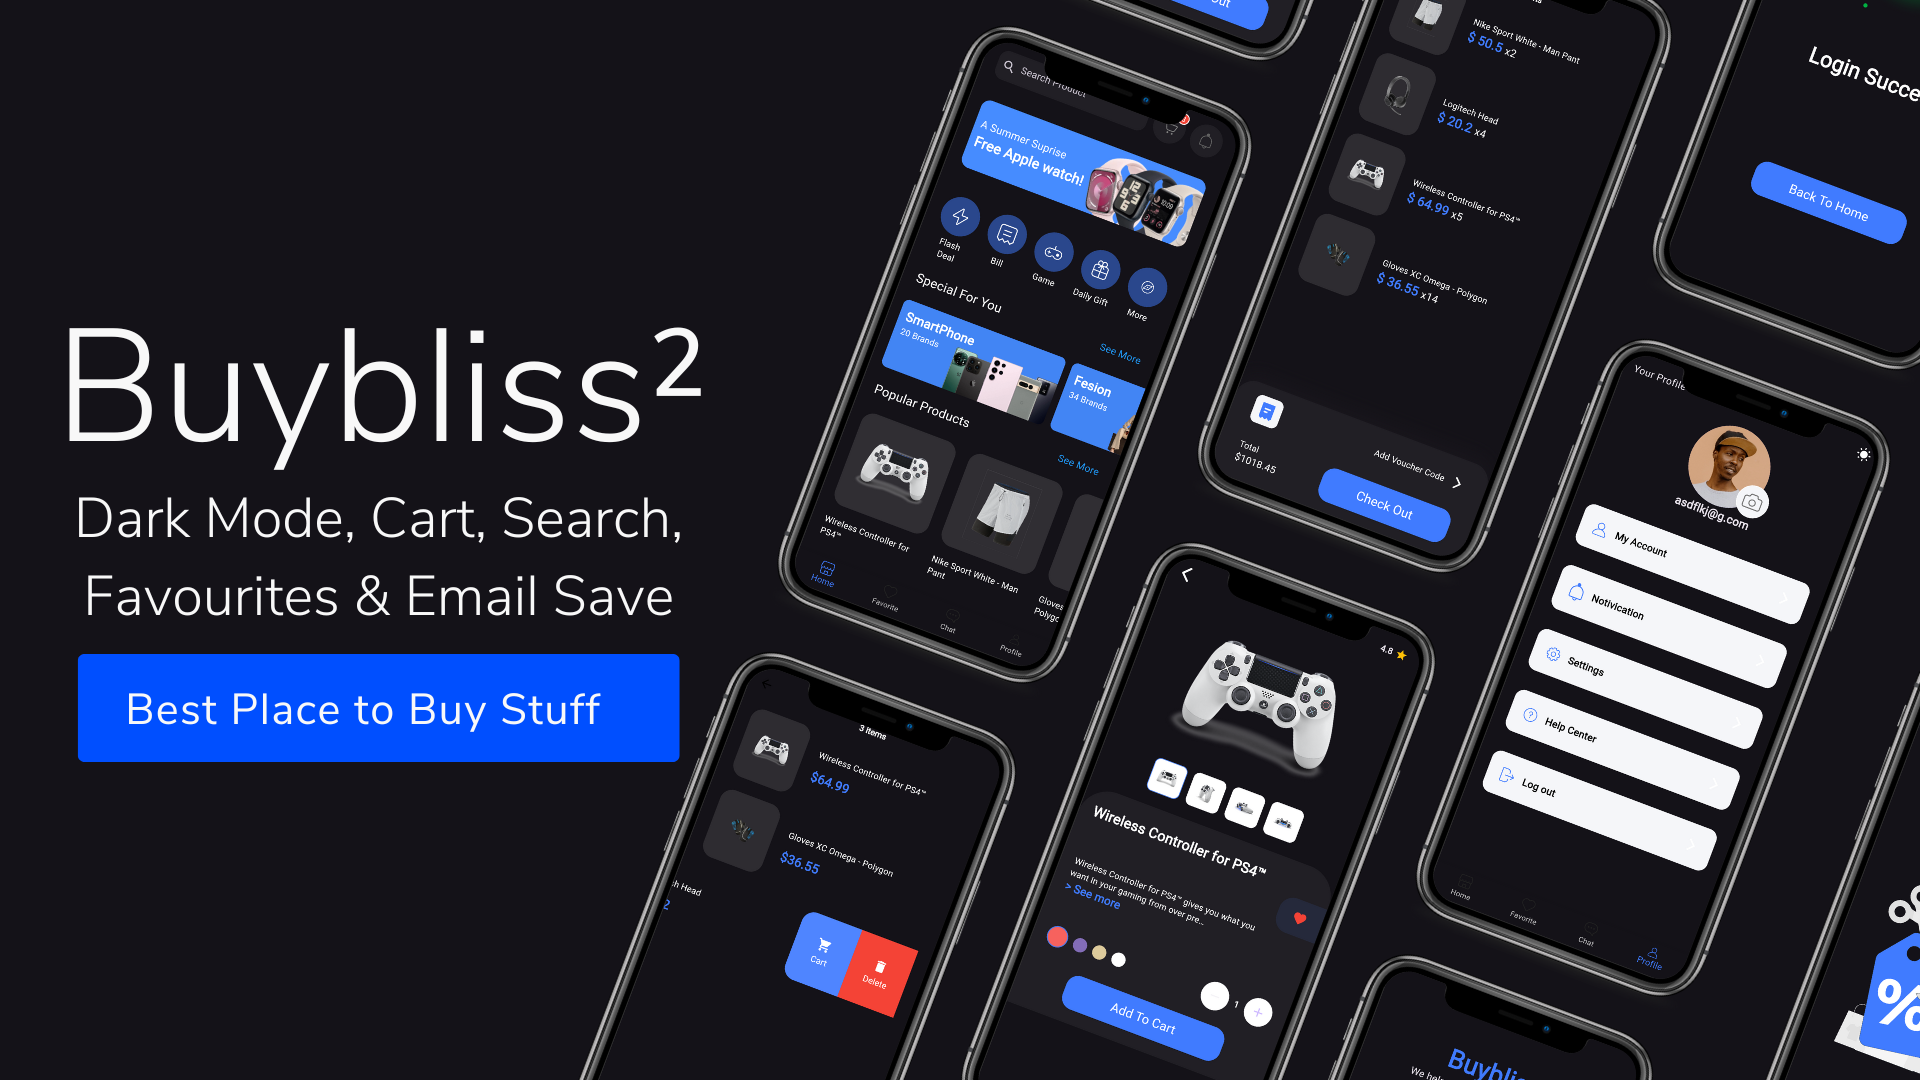 Buybliss²
Dark Mode, Cart, Search,
Favourites & Email Save
Best Place to Buy Stuff
Search Product
A Summer Suprise
Free Apple watch!
Flash
Deal
Bill
Game
Daily Gift
More
Special For You
See More
SmartPhone
20 Brands
Fesion
34 Brands
Popular Products
See More
Wireless Controller for
PS4™
Nike Sport White - Man
Pant
Gloves
Polygo
Home
Favorite
Chat
Profile
Nike Sport White - Man Pant
$ 50.5 x2
Logitech Head
$ 20.2 x4
Wireless Controller for PS4™
$ 64.99 x5
Gloves XC Omega - Polygon
$ 36.55 x14
Total
$1018.45
Add Voucher Code
Check Out
Login Succe
Back To Home
Your Profile
asdflkj@g.com
My Account
Notivication
Settings
Help Center
Log out
Home
Favorite
Chat
Profile
3 items
Wireless Controller for PS4™
$64.99
Gloves XC Omega - Polygon
$36.55
Head
2
Cart
Delete
4.8
Wireless Controller for PS4™
Wireless Controller for PS4™ gives you what you
want in your gaming from over pre...
> See more
1
Add To Cart
Buybli
We he
%